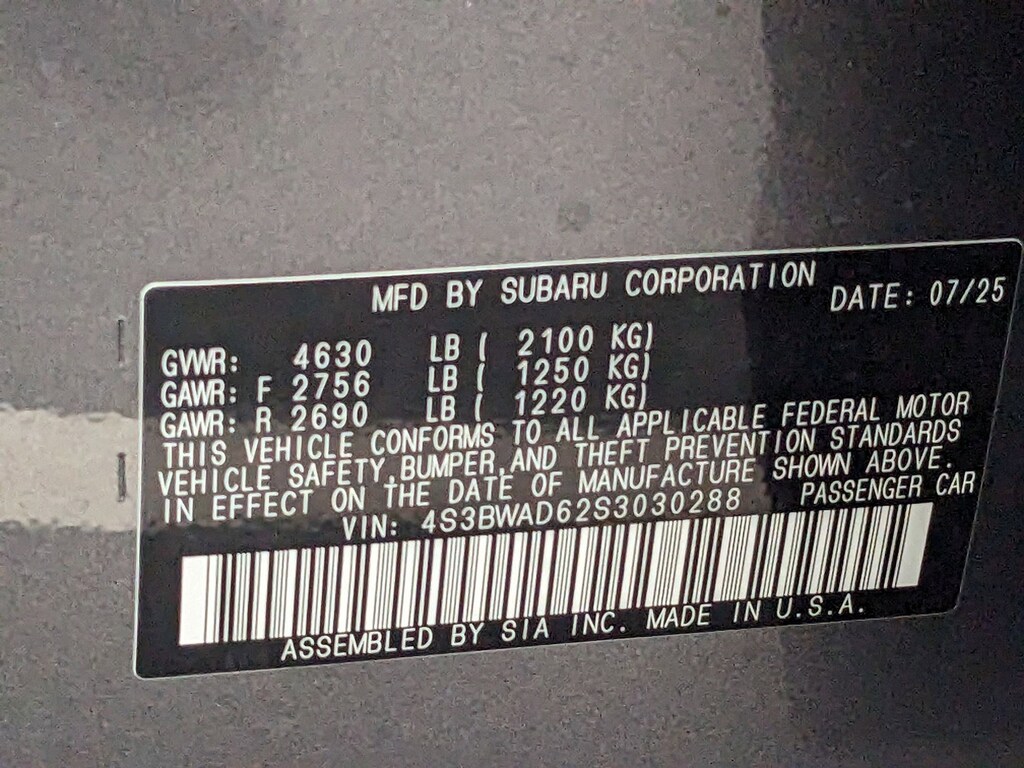 MFD BY SUBARU CORPORATION DATE: 07/25
GVWR: 4630 LB ( 2100 KG)
GAWR: F 2756 LB ( 1250 KG)
GAWR: R 2690 LB ( 1220 KG)
THIS VEHICLE CONFORMS TO ALL APPLICABLE FEDERAL MOTOR
VEHICLE SAFETY,BUMPER,AND THEFT PREVENTION STANDARDS
IN EFFECT ON THE DATE OF MANUFACTURE SHOWN ABOVE.
VIN: 4S3BWAD62S3030288 PASSENGER CAR
ASSEMBLED BY SIA INC. MADE IN U.S.A.